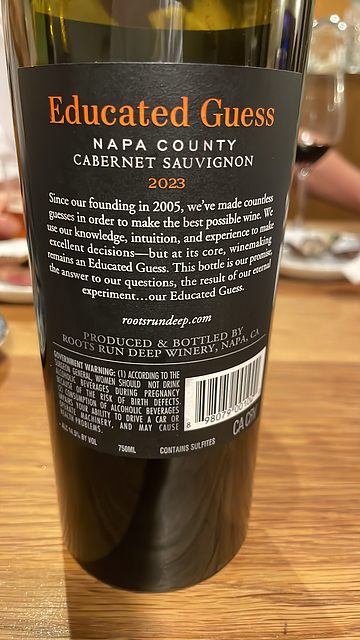 Educated Guess
NAPA COUNTY
CABERNET SAUVIGNON
2023
Since our founding in 2005, we've made countless
guesses in order to make the best possible wine. We
use our knowledge, intuition, and experience to make
excellent decisions—but at its core, winemaking
remains an Educated Guess. This bottle is our promise,
the answer to our questions, the result of our eternal
experiment...our Educated Guess.
rootsrundeep.com
PRODUCED & BOTTLED BY
ROOTS RUN DEEP WINERY, NAPA, CA
GOVERNMENT WARNING: (1) ACCORDING TO THE
SURGEON GENERAL, WOMEN SHOULD NOT DRINK
ALCOHOLIC BEVERAGES DURING PREGNANCY
BECAUSE OF THE RISK OF BIRTH DEFECTS.
CONSUMPTION OF ALCOHOLIC BEVERAGES
IMPAIRS YOUR ABILITY TO DRIVE A CAR OR
MACHINERY, AND MAY CAUSE
PROBLEMS.
BY VOL 750ML CONTAINS SULFITES
8 98079
CA CRV